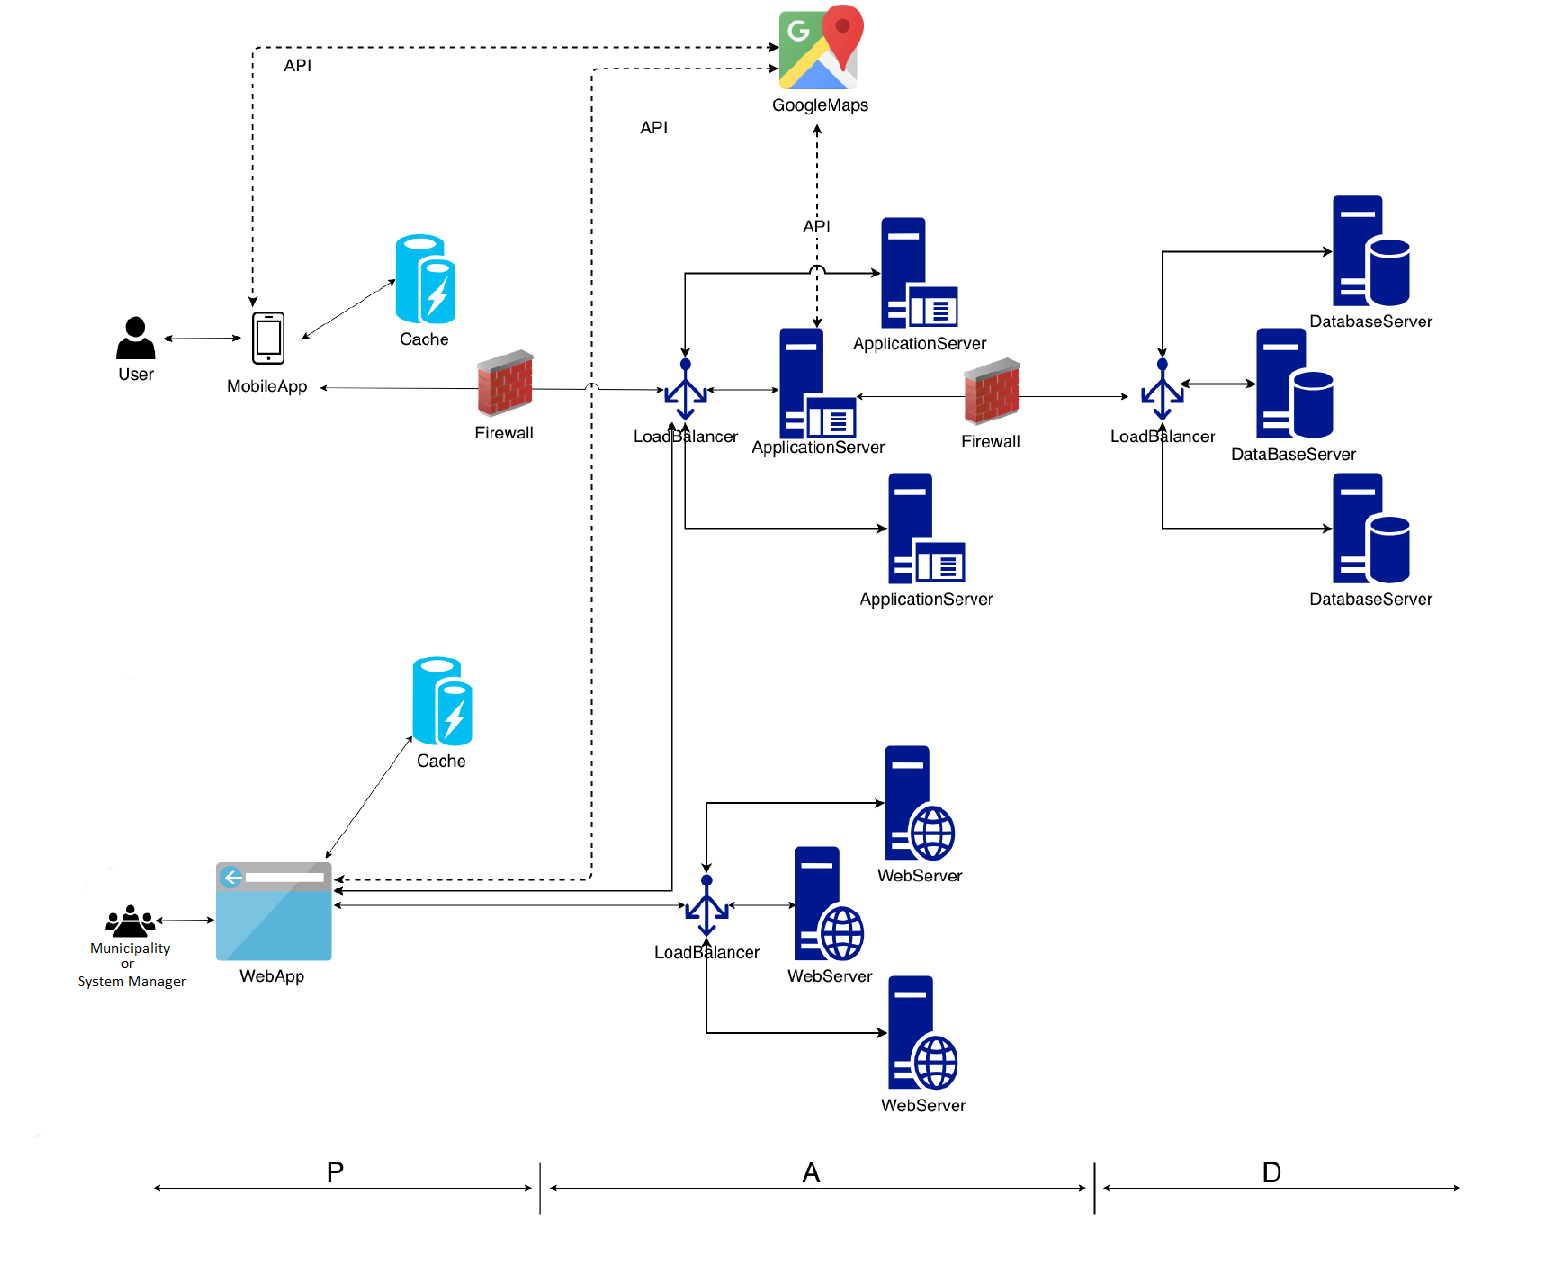 API
GoogleMaps
API
API
Cache
User
MobileApp
Firewall
LoadBalancer
ApplicationServer
ApplicationServer
ApplicationServer
Firewall
LoadBalancer
DatabaseServer
DataBaseServer
DatabaseServer
Cache
Municipality
or
System Manager
WebApp
LoadBalancer
WebServer
WebServer
WebServer
P
A
D